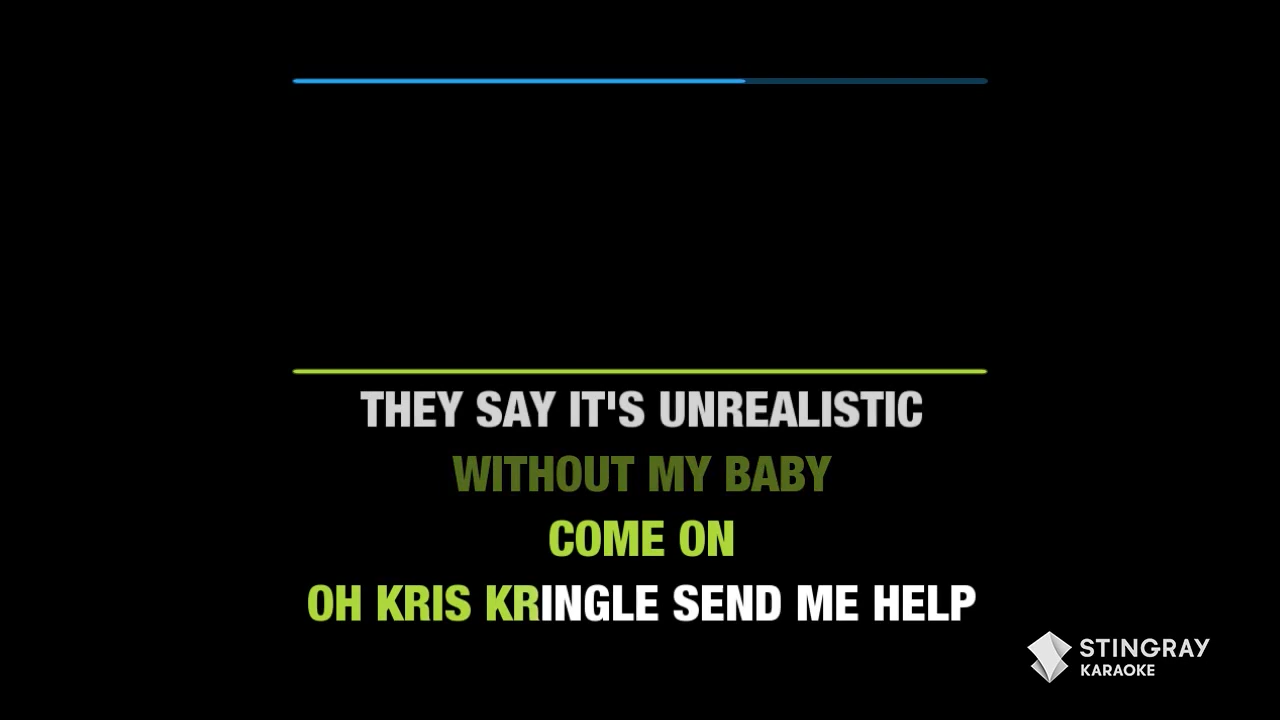 THEY SAY IT'S UNREALISTIC
WITHOUT MY BABY
COME ON
OH KRIS KRINGLE SEND ME HELP
STINGRAY
KARAOKE